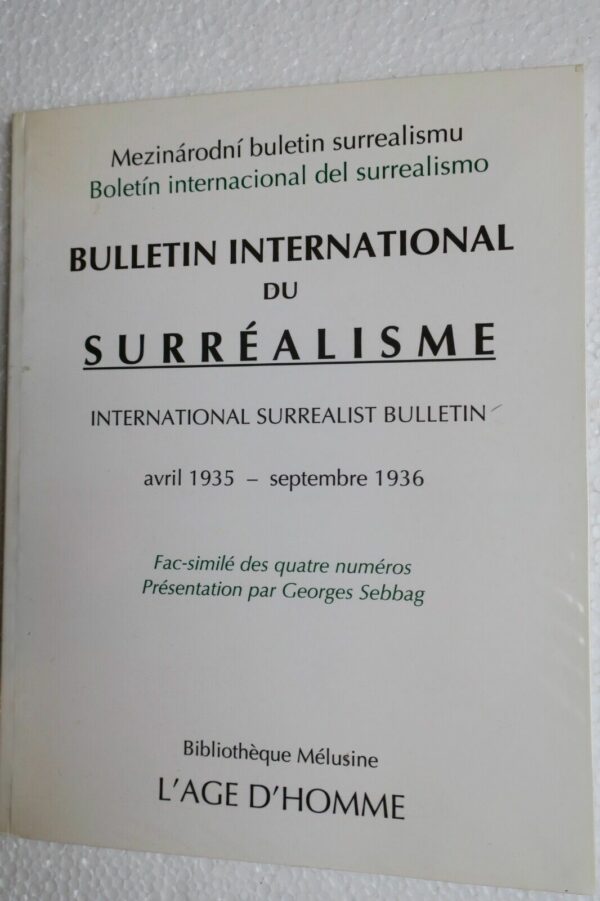 Mezinárodní buletin surrealismu
Boletín internacional del surrealismo
BULLETIN INTERNATIONAL
DU
SURRÉALISME
INTERNATIONAL SURREALIST BULLETIN
avril 1935 – septembre 1936
Fac-similé des quatre numéros
Présentation par Georges Sebbag
Bibliothèque Mélusine
L'AGE D'HOMME